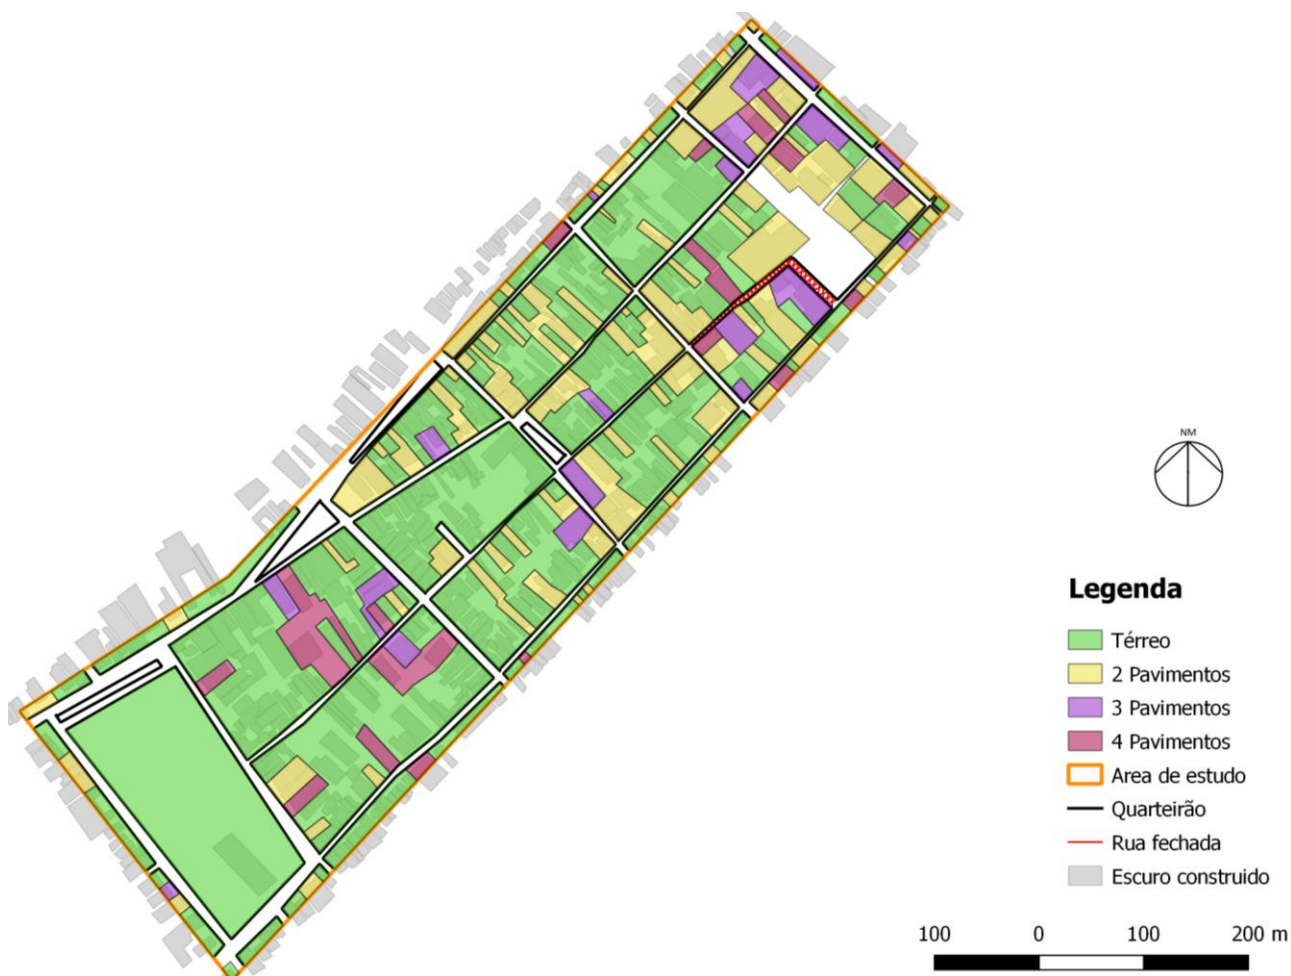 NM
Legenda
Térreo
2 Pavimentos
3 Pavimentos
4 Pavimentos
Area de estudo
Quarteirão
Rua fechada
Escuro construido
100 0 100 200 m